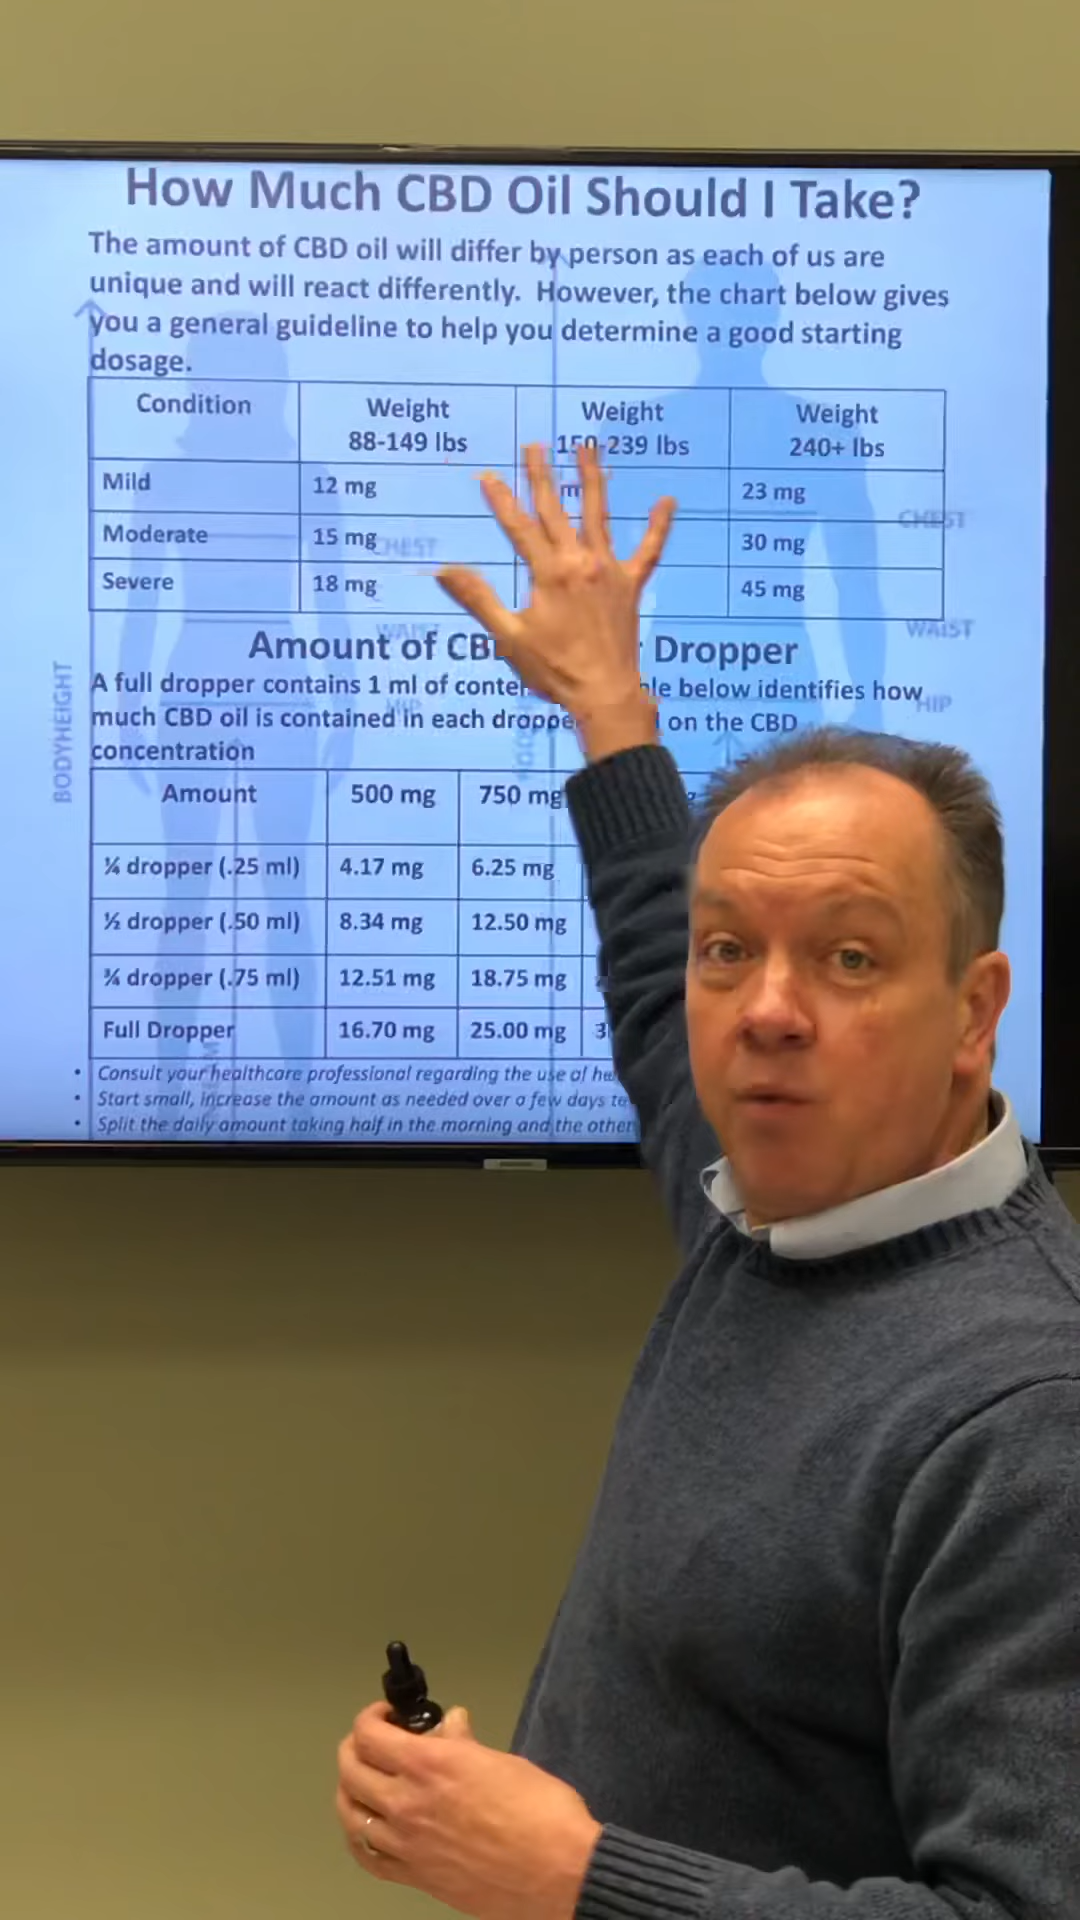 How Much CBD Oil Should I Take?
The amount of CBD oil will differ by person as each of us are
unique and will react differently. However, the chart below gives
you a general guideline to help you determine a good starting
dosage.
Condition Weight 88-149 lbs Weight 150-239 lbs Weight 240+ lbs
Mild 12 mg 23 mg
Moderate 15 mg 30 mg
Severe 18 mg 45 mg
CHEST
CHEST
WAIST
WAIST
Amount of Dropper
A full dropper contains 1 ml of below identifies how
HIP
HIP
much CBD oil is contained in each on the CBD
concentration
BODYHEIGHT
Amount 500 mg 750 mg
¼ dropper (.25 ml) 4.17 mg 6.25 mg
½ dropper (.50 ml) 8.34 mg 12.50 mg
¾ dropper (.75 ml) 12.51 mg 18.75 mg
Full Dropper 16.70 mg 25.00 mg
• Consult your healthcare professional regarding the use of
• Start small, increase the amount as needed over a few days
• Split the daily amount taking half in the morning and the other